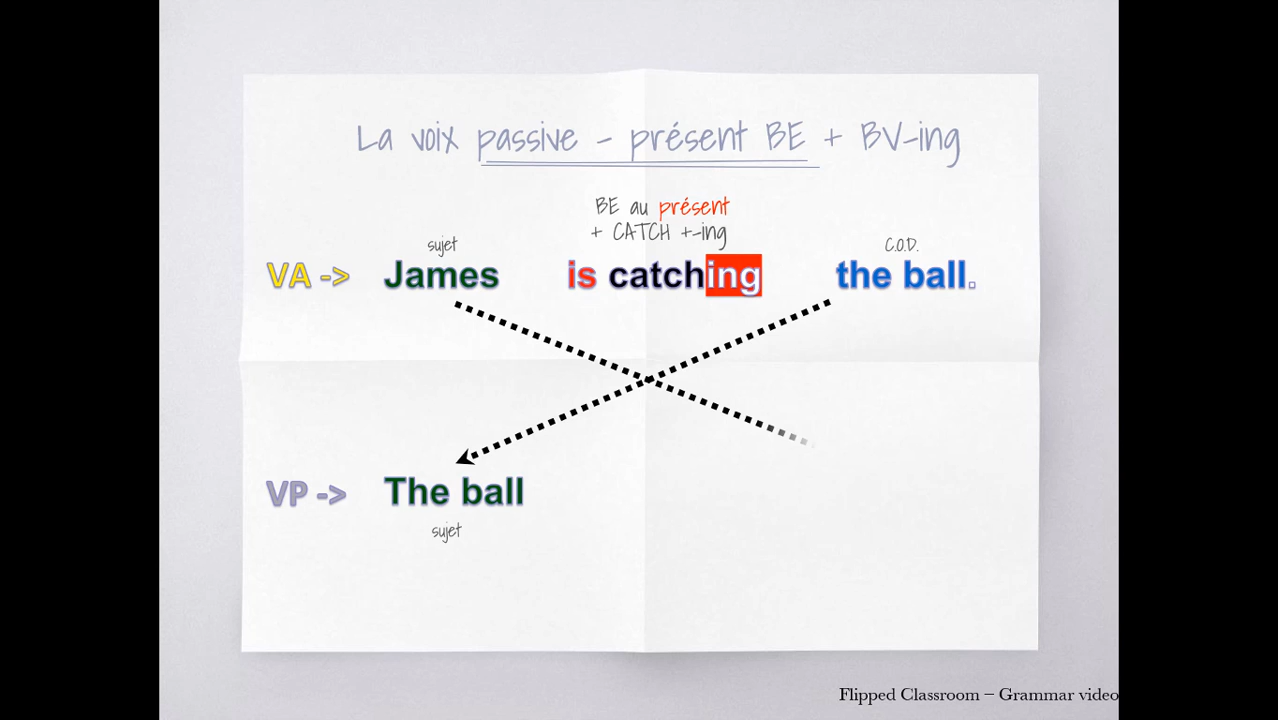 La voix passive – présent BE + BV-ing
BE au présent
+ CATCH +-ing
sujet
C.O.D.
VA -> James is catching the ball.
VP -> The ball
sujet
Flipped Classroom – Grammar video